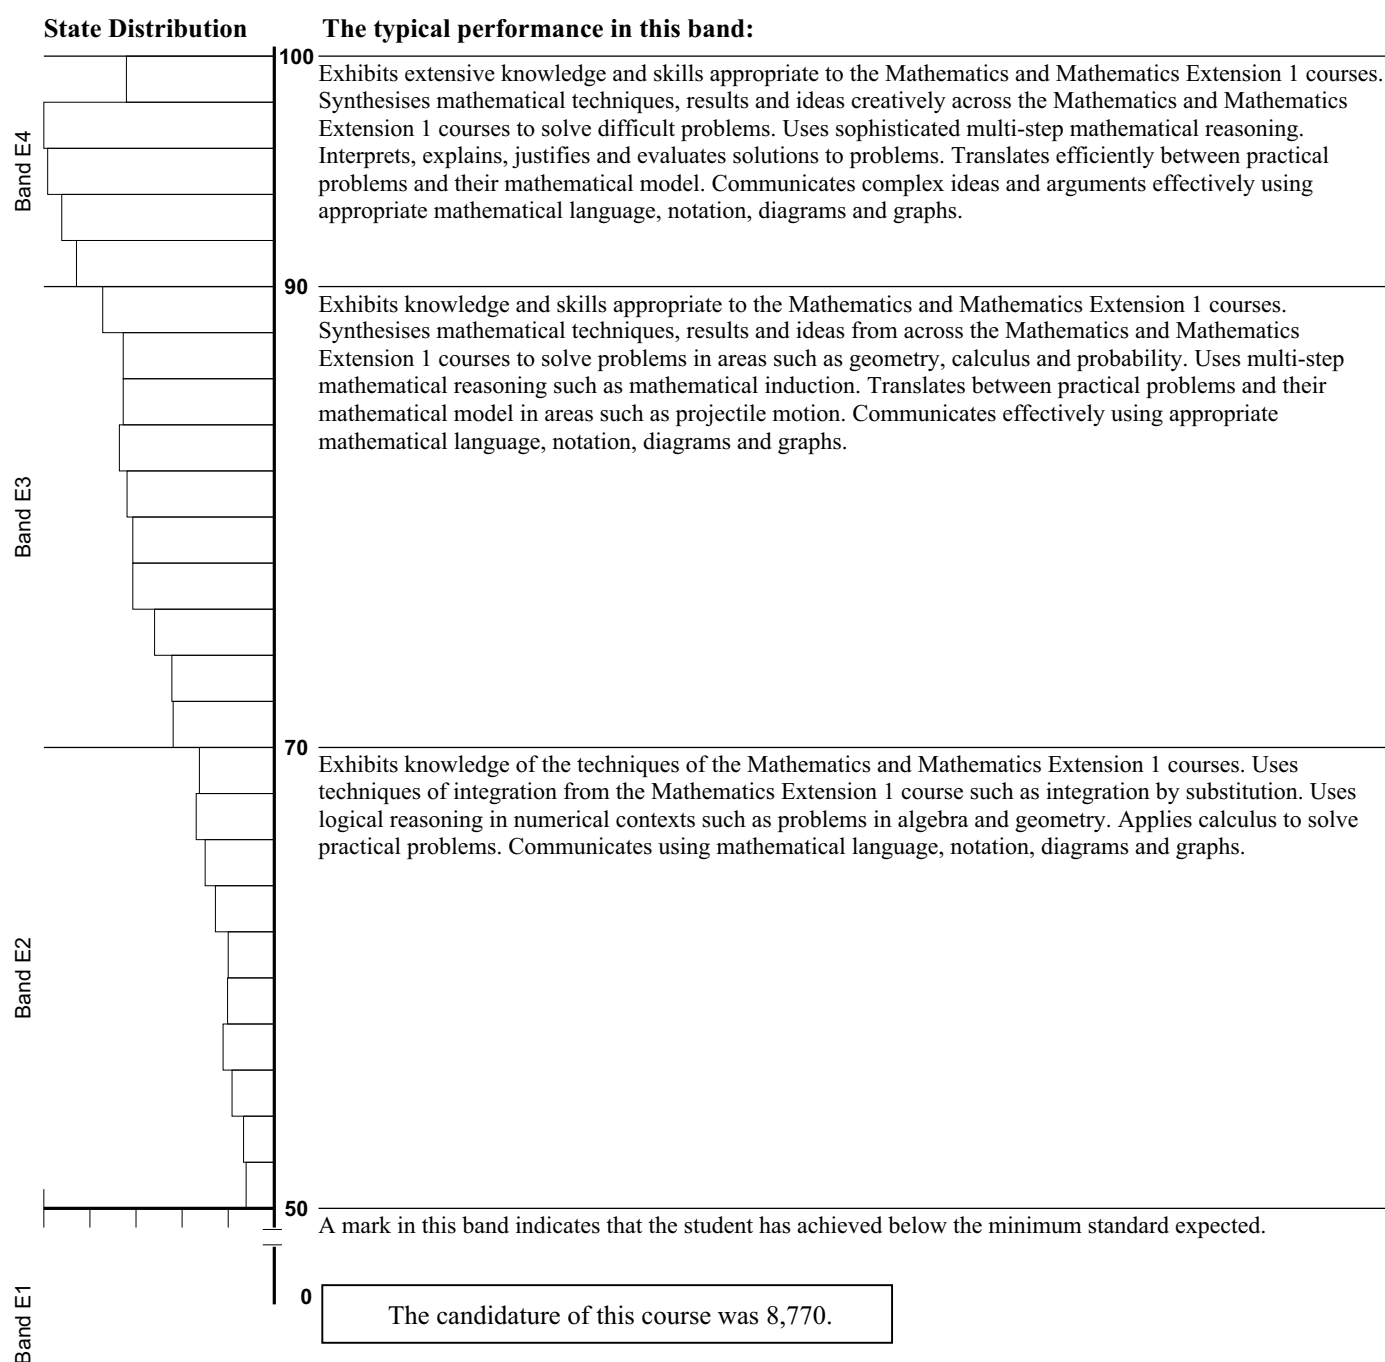 State Distribution
The typical performance in this band:
100
Exhibits extensive knowledge and skills appropriate to the Mathematics and Mathematics Extension 1 courses.
Synthesises mathematical techniques, results and ideas creatively across the Mathematics and Mathematics
Extension 1 courses to solve difficult problems. Uses sophisticated multi-step mathematical reasoning.
Interprets, explains, justifies and evaluates solutions to problems. Translates efficiently between practical
problems and their mathematical model. Communicates complex ideas and arguments effectively using
appropriate mathematical language, notation, diagrams and graphs.
Band E4
90
Exhibits knowledge and skills appropriate to the Mathematics and Mathematics Extension 1 courses.
Synthesises mathematical techniques, results and ideas from across the Mathematics and Mathematics
Extension 1 courses to solve problems in areas such as geometry, calculus and probability. Uses multi-step
mathematical reasoning such as mathematical induction. Translates between practical problems and their
mathematical model in areas such as projectile motion. Communicates effectively using appropriate
mathematical language, notation, diagrams and graphs.
Band E3
70
Exhibits knowledge of the techniques of the Mathematics and Mathematics Extension 1 courses. Uses
techniques of integration from the Mathematics Extension 1 course such as integration by substitution. Uses
logical reasoning in numerical contexts such as problems in algebra and geometry. Applies calculus to solve
practical problems. Communicates using mathematical language, notation, diagrams and graphs.
Band E2
50
A mark in this band indicates that the student has achieved below the minimum standard expected.
0
Band E1
The candidature of this course was 8,770.